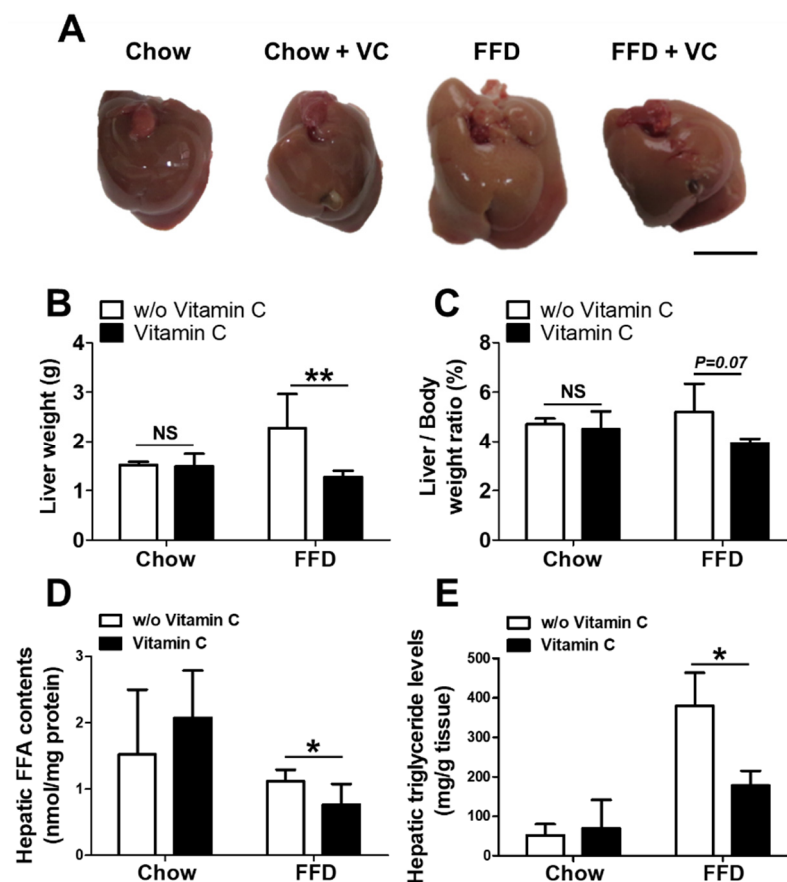 A
Chow
Chow + VC
FFD
FFD + VC
B
w/o Vitamin C
Vitamin C
Liver weight (g)
4
3
2
1
0
NS
**
Chow
FFD
C
w/o Vitamin C
Vitamin C
Liver / Body
weight ratio (%)
8
6
4
2
0
NS
P=0.07
Chow
FFD
D
w/o Vitamin C
Vitamin C
Hepatic FFA contents
(nmol/mg protein)
3
2
1
0
*
Chow
FFD
E
w/o Vitamin C
Vitamin C
Hepatic triglyceride levels
(mg/g tissue)
500
400
300
200
100
0
*
Chow
FFD